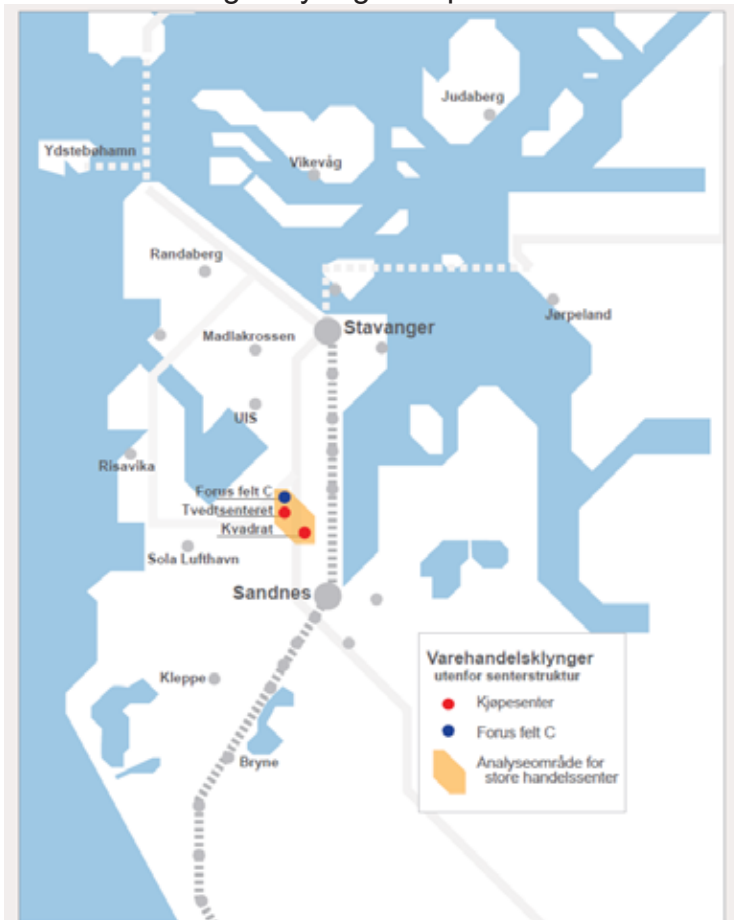 Judaberg
Ydstebøhamn
Vikevåg
Randaberg
Stavanger
Jørpeland
Madlakrossen
UIS
Risavika
Forus felt C
Tvedtsenteret
Kvadrat
Sola Lufthavn
Sandnes
Kleppe
Bryne
Varehandelsklynger
utenfor senterstruktur
Kjøpesenter
Forus felt C
Analyseområde for
store handelssenter